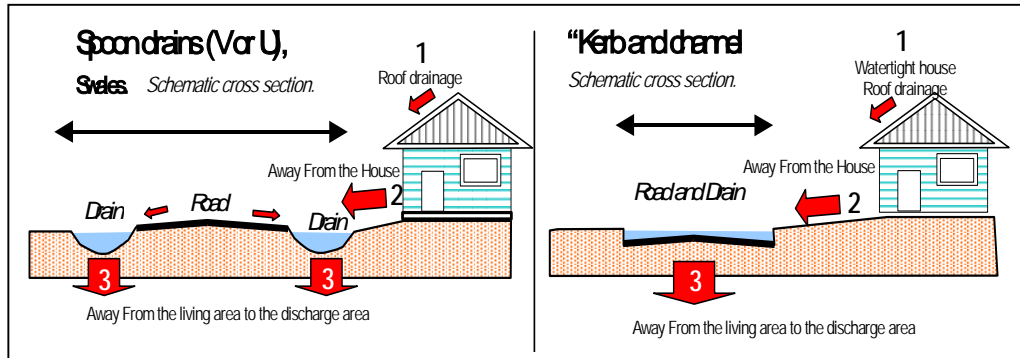 Spoon drains (V or U),
Swales. Schematic cross section.
1
Roof drainage
Away From the House
2
Drain
Road
Drain
3
3
Away From the living area to the discharge area
“Kerb and channel
Schematic cross section.
1
Watertight house
Roof drainage
Away From the House
Road and Drain
2
3
Away From the living area to the discharge area